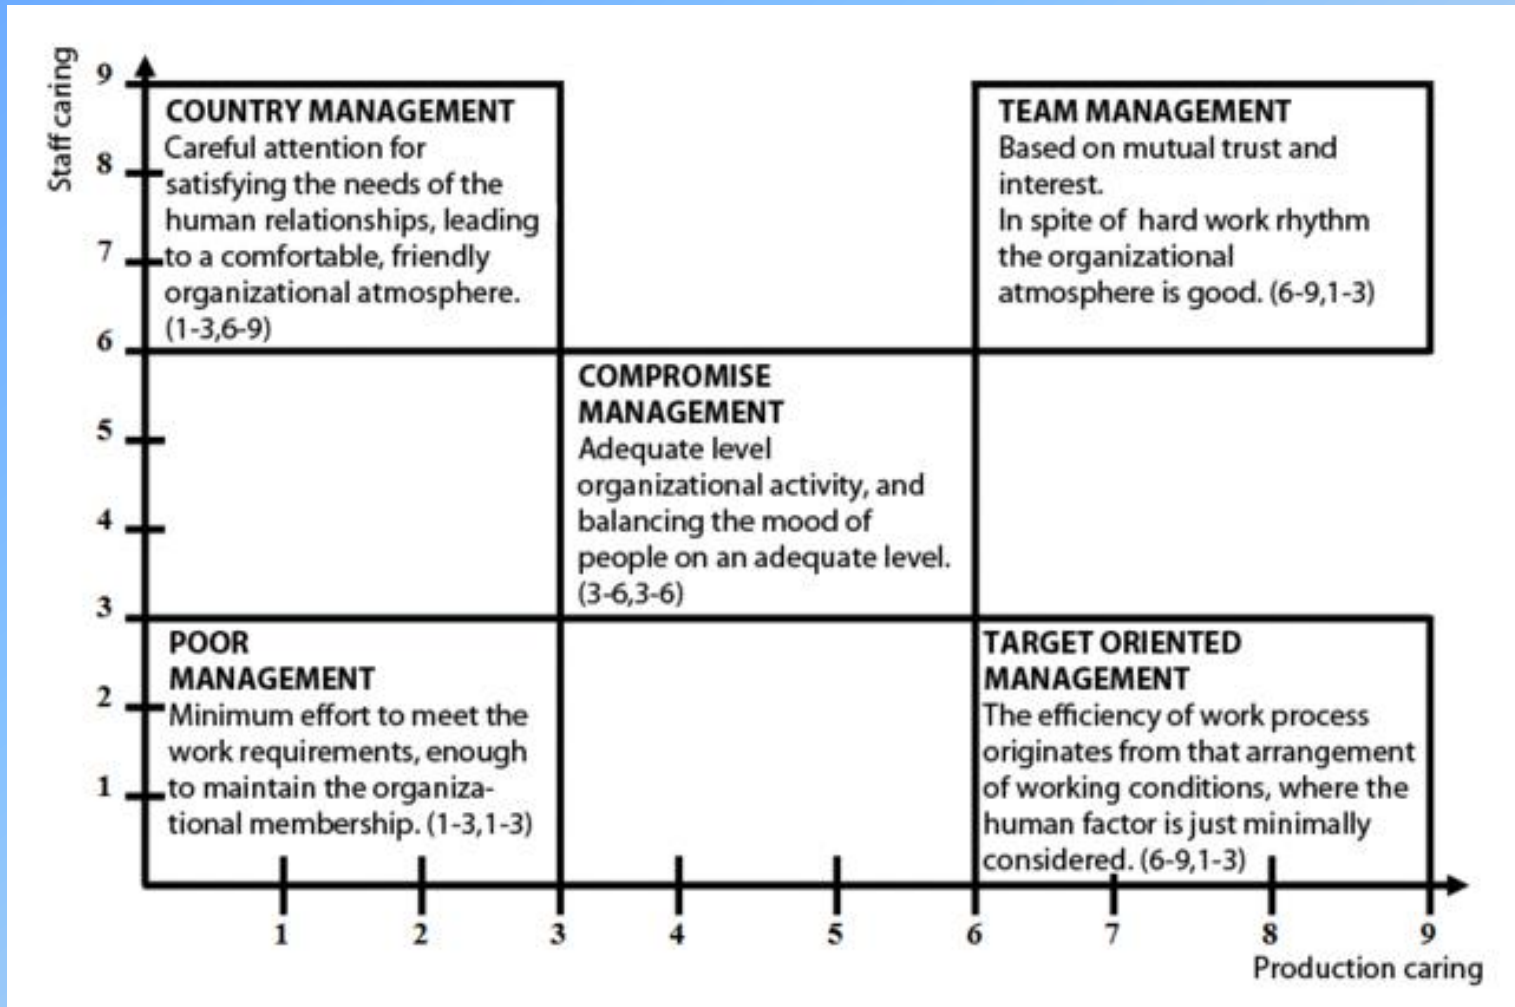 Staff caring
9
8
7
6
5
4
3
2
1
COUNTRY MANAGEMENT
Careful attention for
satisfying the needs of the
human relationships, leading
to a comfortable, friendly
organizational atmosphere.
(1-3,6-9)
TEAM MANAGEMENT
Based on mutual trust and
interest.
In spite of hard work rhythm
the organizational
atmosphere is good. (6-9,1-3)
COMPROMISE
MANAGEMENT
Adequate level
organizational activity, and
balancing the mood of
people on an adequate level.
(3-6,3-6)
POOR
MANAGEMENT
Minimum effort to meet the
work requirements, enough
to maintain the organiza-
tional membership. (1-3,1-3)
TARGET ORIENTED
MANAGEMENT
The efficiency of work process
originates from that arrangement
of working conditions, where the
human factor is just minimally
considered. (6-9,1-3)
1 2 3 4 5 6 7 8 9
Production caring